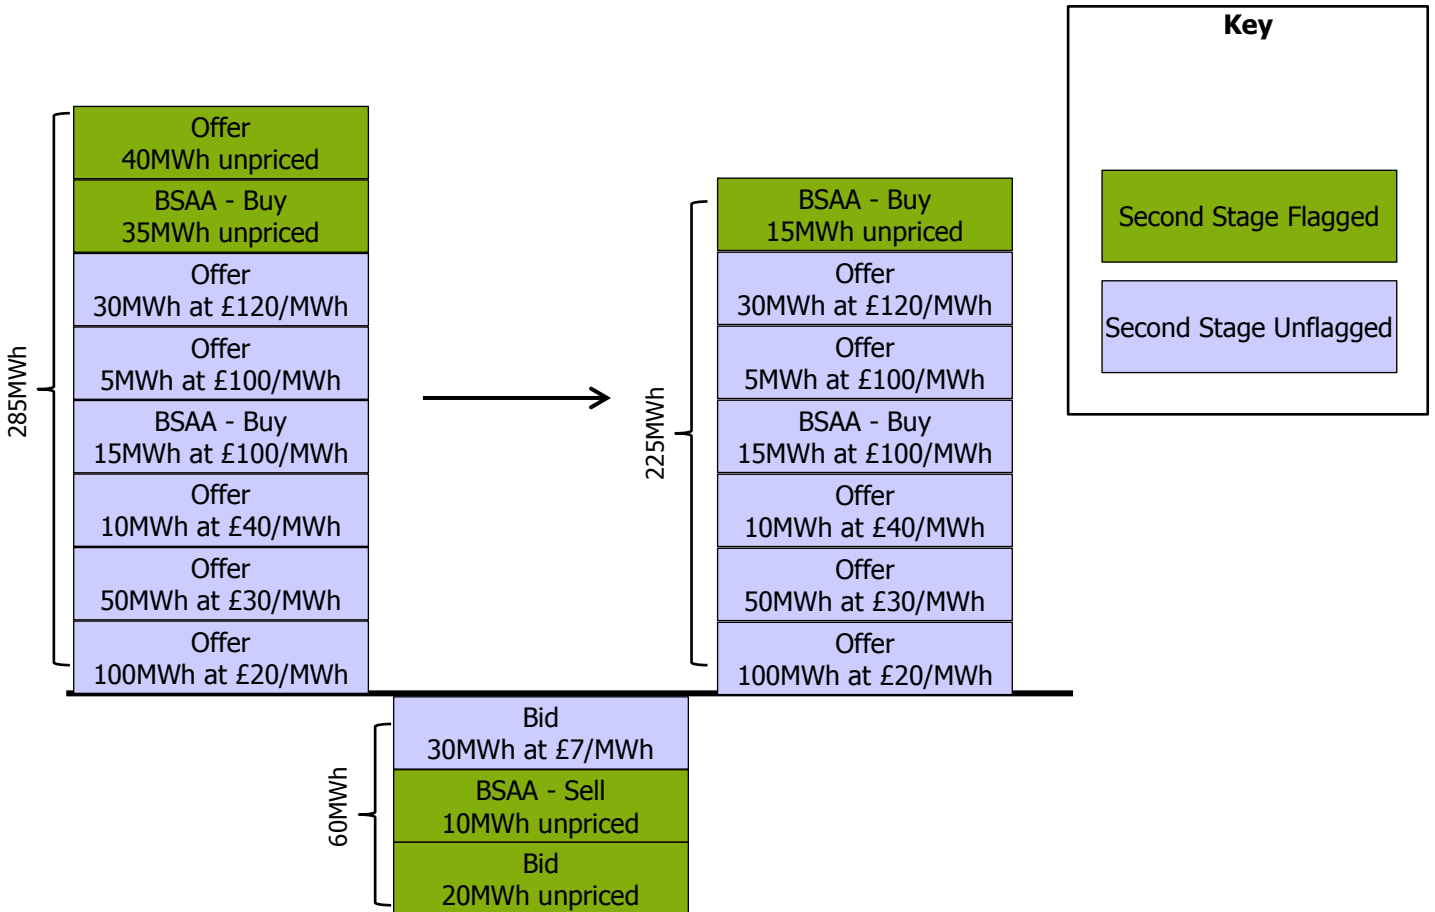 Key
Second Stage Flagged
Second Stage Unflagged
285MWh
Offer
40MWh unpriced
BSAA - Buy
35MWh unpriced
Offer
30MWh at £120/MWh
Offer
5MWh at £100/MWh
BSAA - Buy
15MWh at £100/MWh
Offer
10MWh at £40/MWh
Offer
50MWh at £30/MWh
Offer
100MWh at £20/MWh
225MWh
BSAA - Buy
15MWh unpriced
Offer
30MWh at £120/MWh
Offer
5MWh at £100/MWh
BSAA - Buy
15MWh at £100/MWh
Offer
10MWh at £40/MWh
Offer
50MWh at £30/MWh
Offer
100MWh at £20/MWh
60MWh
Bid
30MWh at £7/MWh
BSAA - Sell
10MWh unpriced
Bid
20MWh unpriced